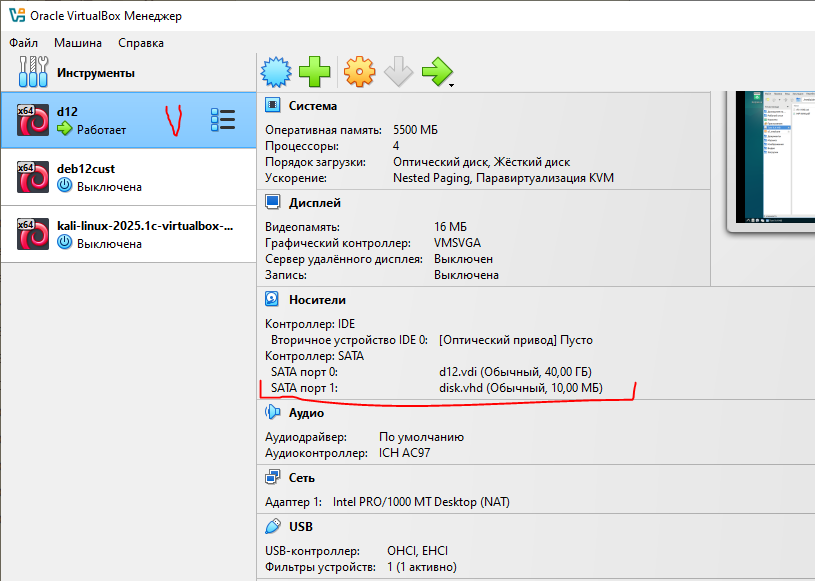 Oracle VirtualBox Менеджер
Файл Машина Справка
Инструменты
x64
d12
Работает
x64
deb12cust
Выключена
x64
kali-linux-2025.1c-virtualbox-...
Выключена
Система
Оперативная память: 5500 МБ
Процессоры: 4
Порядок загрузки: Оптический диск, Жёсткий диск
Ускорение: Nested Paging, Паравиртуализация KVM
Дисплей
Видеопамять: 16 МБ
Графический контроллер: VMSVGA
Сервер удалённого дисплея: Выключен
Запись: Выключена
Носители
Контроллер: IDE
Вторичное устройство IDE 0: [Оптический привод] Пусто
Контроллер: SATA
SATA порт 0: d12.vdi (Обычный, 40,00 ГБ)
SATA порт 1: disk.vhd (Обычный, 10,00 МБ)
Аудио
Аудиодрайвер: По умолчанию
Аудиоконтроллер: ICH AC97
Сеть
Адаптер 1: Intel PRO/1000 MT Desktop (NAT)
USB
USB-контроллер: OHCI, EHCI
Фильтры устройств: 1 (1 активно)